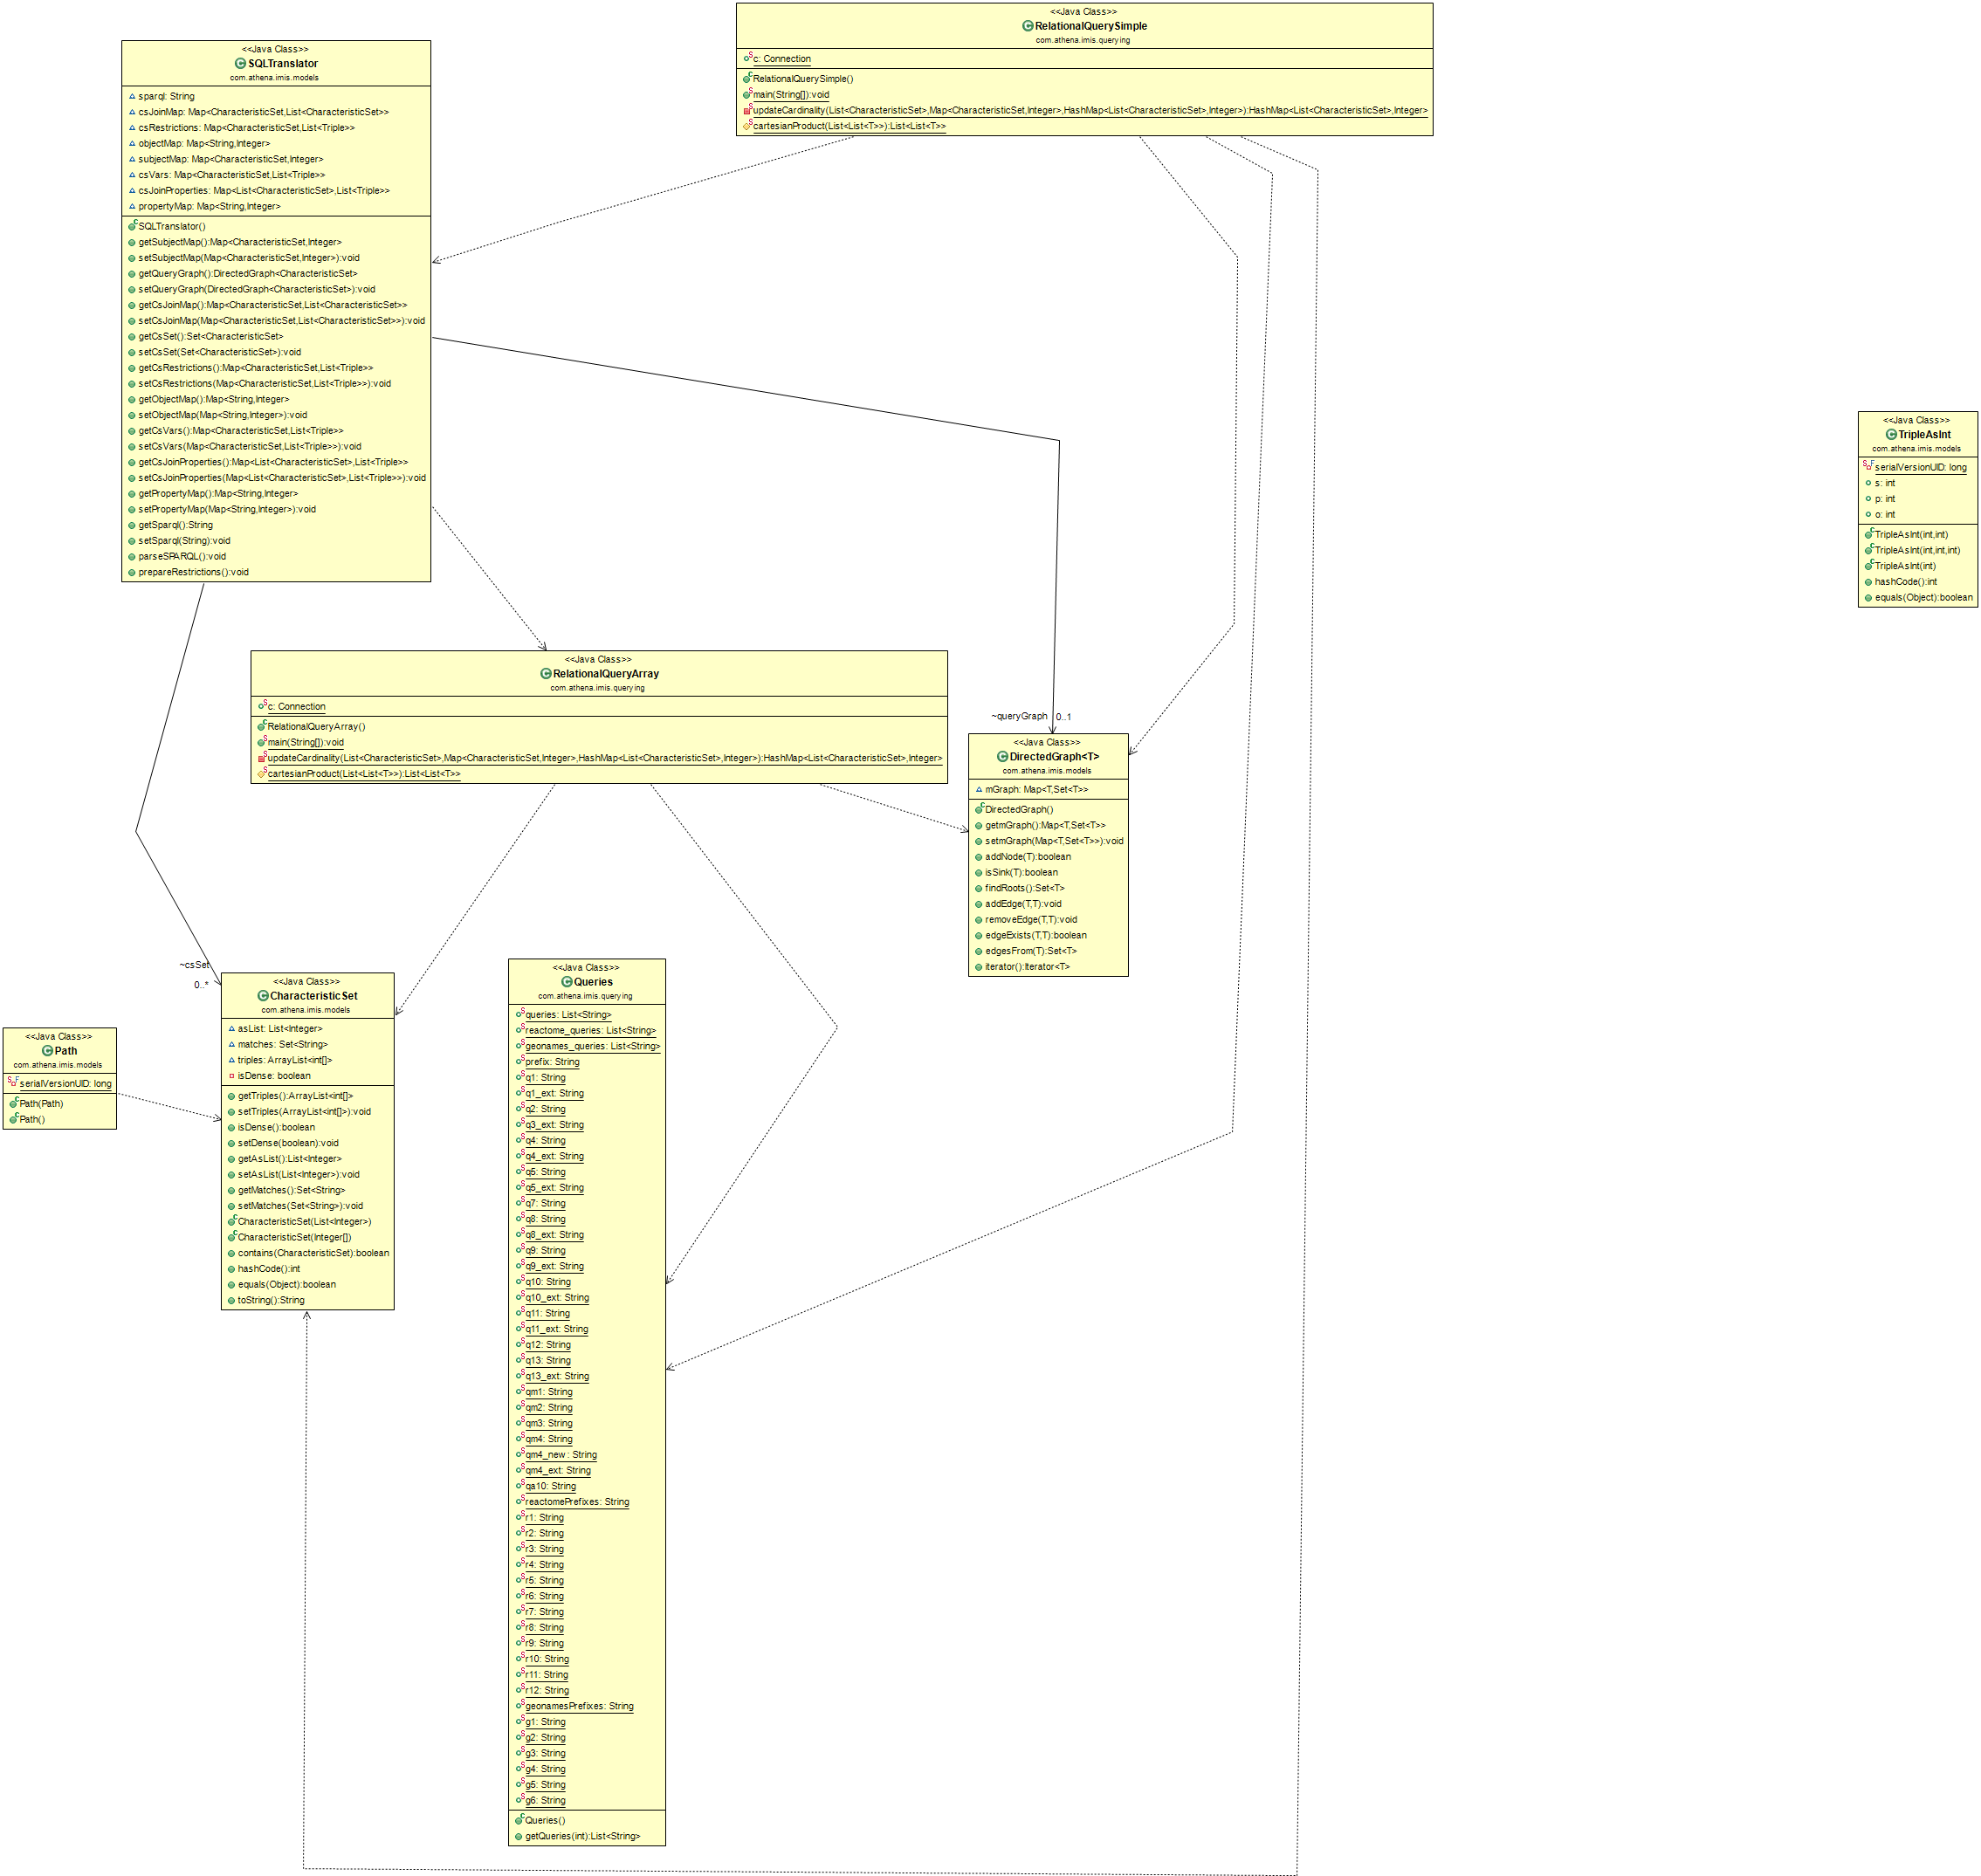 <<Java Class>>
RelationalQuerySimple
com.athena.imis.querying
c: Connection
RelationalQuerySimple()
main(String[]):void
updateCardinality(List<CharacteristicSet>,Map<CharacteristicSet,Integer>,HashMap<List<CharacteristicSet>,Integer>):HashMap<List<CharacteristicSet>,Integer>
cartesianProduct(List<List<T>>):List<List<T>>
<<Java Class>>
SQLTranslator
com.athena.imis.models
sparql: String
csJoinMap: Map<CharacteristicSet,List<CharacteristicSet>>
csRestrictions: Map<CharacteristicSet,List<Triple>>
objectMap: Map<String,Integer>
subjectMap: Map<CharacteristicSet,Integer>
csVars: Map<CharacteristicSet,List<Triple>>
csJoinProperties: Map<List<CharacteristicSet>,List<Triple>>
propertyMap: Map<String,Integer>
SQLTranslator()
getSubjectMap():Map<CharacteristicSet,Integer>
setSubjectMap(Map<CharacteristicSet,Integer>):void
getQueryGraph():DirectedGraph<CharacteristicSet>
setQueryGraph(DirectedGraph<CharacteristicSet>):void
getCsJoinMap():Map<CharacteristicSet,List<CharacteristicSet>>
setCsJoinMap(Map<CharacteristicSet,List<CharacteristicSet>>):void
getCsSet():Set<CharacteristicSet>
setCsSet(Set<CharacteristicSet>):void
getCsRestrictions():Map<CharacteristicSet,List<Triple>>
setCsRestrictions(Map<CharacteristicSet,List<Triple>>):void
getObjectMap():Map<String,Integer>
setObjectMap(Map<String,Integer>):void
getCsVars():Map<CharacteristicSet,List<Triple>>
setCsVars(Map<CharacteristicSet,List<Triple>>):void
getCsJoinProperties():Map<List<CharacteristicSet>,List<Triple>>
setCsJoinProperties(Map<List<CharacteristicSet>,List<Triple>>):void
getPropertyMap():Map<String,Integer>
setPropertyMap(Map<String,Integer>):void
getSparql():String
setSparql(String):void
parseSPARQL():void
prepareRestrictions():void
<<Java Class>>
TripleAsInt
com.athena.imis.models
serialVersionUID: long
s: int
p: int
o: int
TripleAsInt(int,int)
TripleAsInt(int,int,int)
TripleAsInt(int)
hashCode():int
equals(Object):boolean
<<Java Class>>
RelationalQueryArray
com.athena.imis.querying
c: Connection
RelationalQueryArray()
main(String[]):void
updateCardinality(List<CharacteristicSet>,Map<CharacteristicSet,Integer>,HashMap<List<CharacteristicSet>,Integer>):HashMap<List<CharacteristicSet>,Integer>
cartesianProduct(List<List<T>>):List<List<T>>
~queryGraph 0..1
<<Java Class>>
DirectedGraph<T>
com.athena.imis.models
mGraph: Map<T,Set<T>>
DirectedGraph()
getmGraph():Map<T,Set<T>>
setmGraph(Map<T,Set<T>>):void
addNode(T):boolean
isSink(T):boolean
findRoots():Set<T>
addEdge(T,T):void
removeEdge(T,T):void
edgeExists(T,T):boolean
edgesFrom(T):Set<T>
iterator():Iterator<T>
~csSet
0..*
<<Java Class>>
CharacteristicSet
com.athena.imis.models
asList: List<Integer>
matches: Set<String>
triples: ArrayList<int[]>
isDense: boolean
getTriples():ArrayList<int[]>
setTriples(ArrayList<int[]>):void
isDense():boolean
setDense(boolean):void
getAsList():List<Integer>
setAsList(List<Integer>):void
getMatches():Set<String>
setMatches(Set<String>):void
CharacteristicSet(List<Integer>)
CharacteristicSet(Integer[])
contains(CharacteristicSet):boolean
hashCode():int
equals(Object):boolean
toString():String
<<Java Class>>
Path
com.athena.imis.models
serialVersionUID: long
Path(Path)
Path()
<<Java Class>>
Queries
com.athena.imis.querying
queries: List<String>
reactome_queries: List<String>
geonames_queries: List<String>
prefix: String
q1: String
q1_ext: String
q2: String
q3_ext: String
q4: String
q4_ext: String
q5: String
q5_ext: String
q7: String
q8: String
q8_ext: String
q9: String
q9_ext: String
q10: String
q10_ext: String
q11: String
q11_ext: String
q12: String
q13: String
q13_ext: String
qm1: String
qm2: String
qm3: String
qm4: String
qm4_new: String
qm4_ext: String
qa10: String
reactomePrefixes: String
r1: String
r2: String
r3: String
r4: String
r5: String
r6: String
r7: String
r8: String
r9: String
r10: String
r11: String
r12: String
geonamesPrefixes: String
g1: String
g2: String
g3: String
g4: String
g5: String
g6: String
Queries()
getQueries(int):List<String>